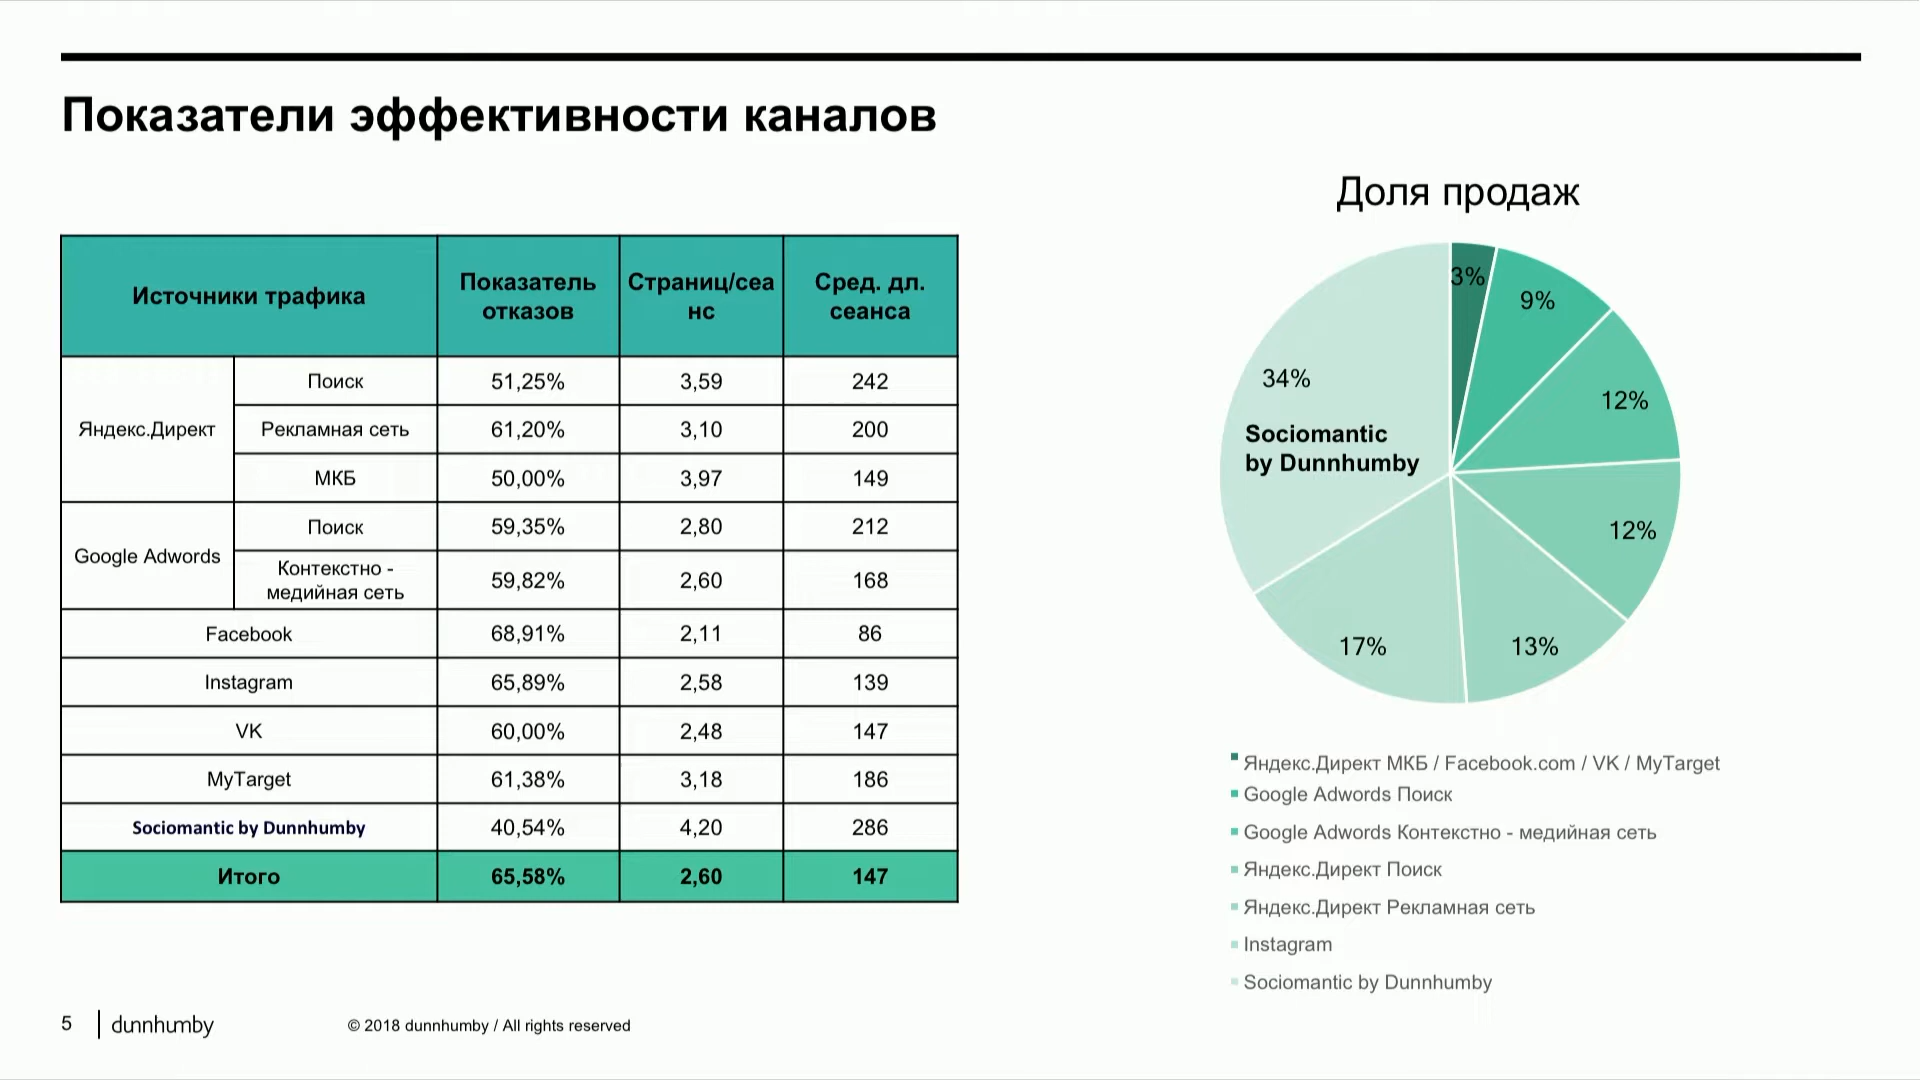 Показатели эффективности каналов
Источники трафика
Показатель
отказов
Страниц/сеа
нс
Сред. дл.
сеанса
Яндекс.Директ
Поиск
51,25%
3,59
242
Рекламная сеть
61,20%
3,10
200
МКБ
50,00%
3,97
149
Google Adwords
Поиск
59,35%
2,80
212
Контекстно -
медийная сеть
59,82%
2,60
168
Facebook
68,91%
2,11
86
Instagram
65,89%
2,58
139
VK
60,00%
2,48
147
MyTarget
61,38%
3,18
186
Sociomantic by Dunnhumby
40,54%
4,20
286
Итого
65,58%
2,60
147
Доля продаж
3%
9%
12%
12%
13%
17%
34%
Sociomantic
by Dunnhumby
Яндекс.Директ МКБ / Facebook.com / VK / MyTarget
Google Adwords Поиск
Google Adwords Контекстно - медийная сеть
Яндекс.Директ Поиск
Яндекс.Директ Рекламная сеть
Instagram
Sociomantic by Dunnhumby
5
dunnhumby
© 2018 dunnhumby / All rights reserved